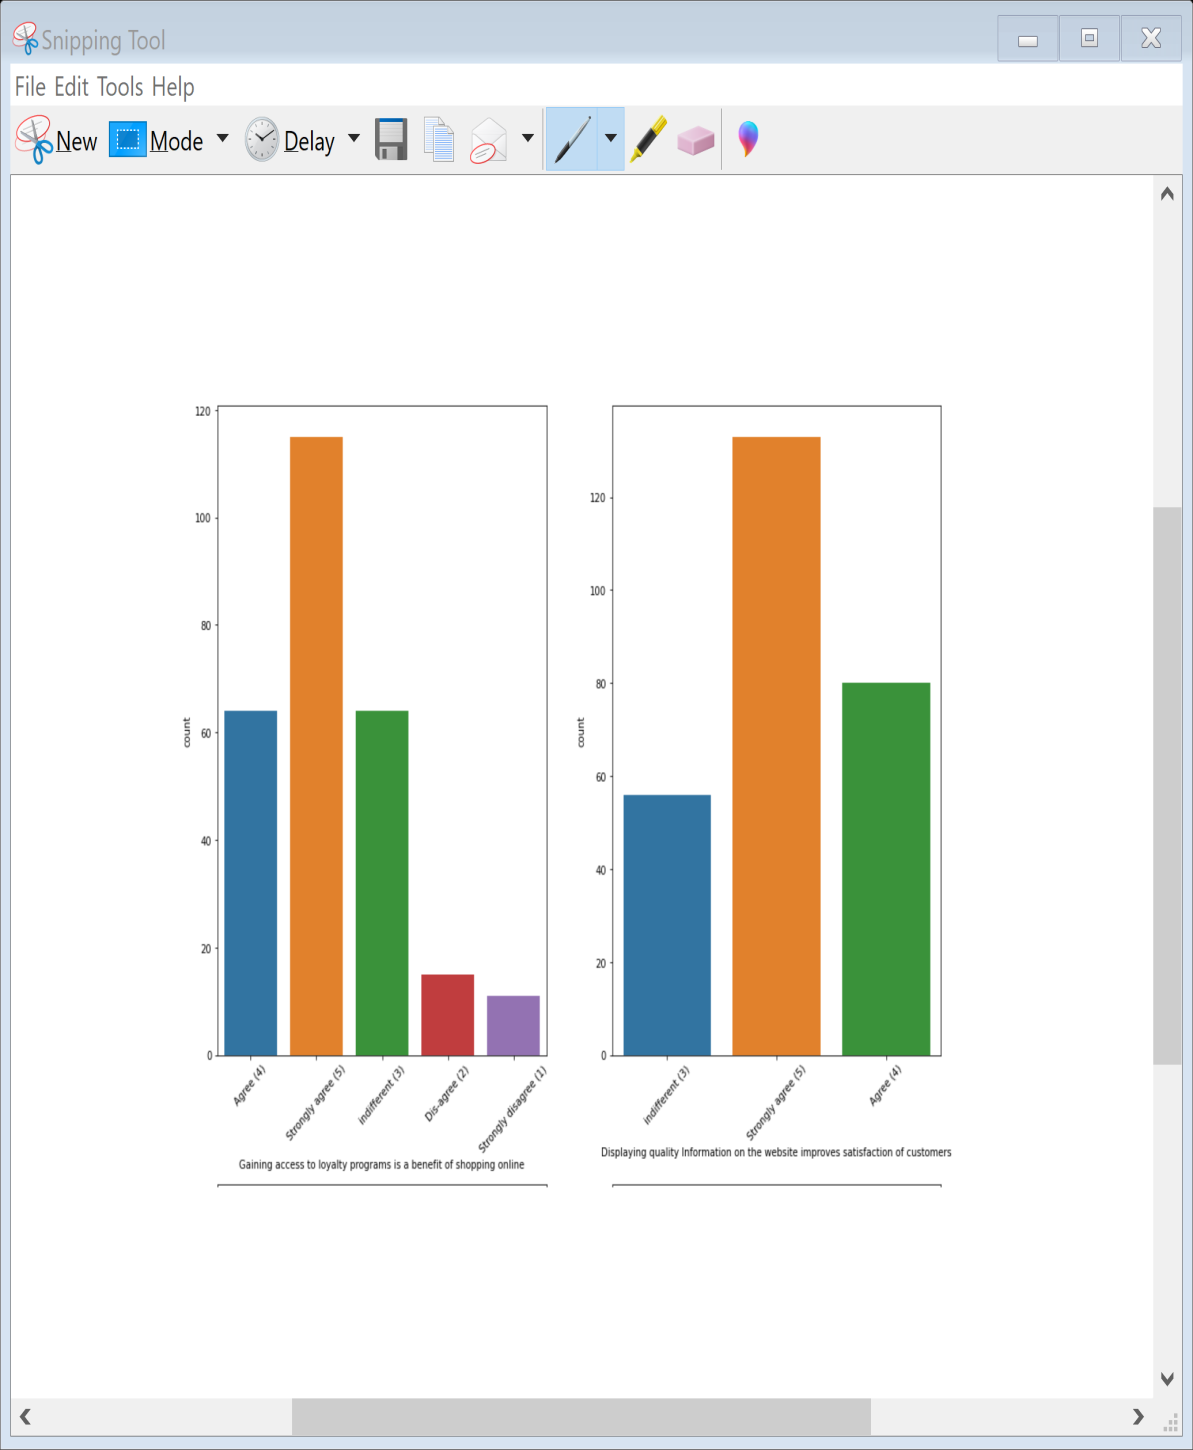 Snipping Tool
File Edit Tools Help
New Mode Delay
120
100
80
60
40
20
0
count
Agree (4)
Strongly agree (5)
indifferent (3)
Dis-agree (2)
Strongly disagree (1)
Gaining access to loyalty programs is a benefit of shopping online
120
100
80
60
40
20
0
count
indifferent (3)
Strongly agree (5)
Agree (4)
Displaying quality Information on the website improves satisfaction of customers